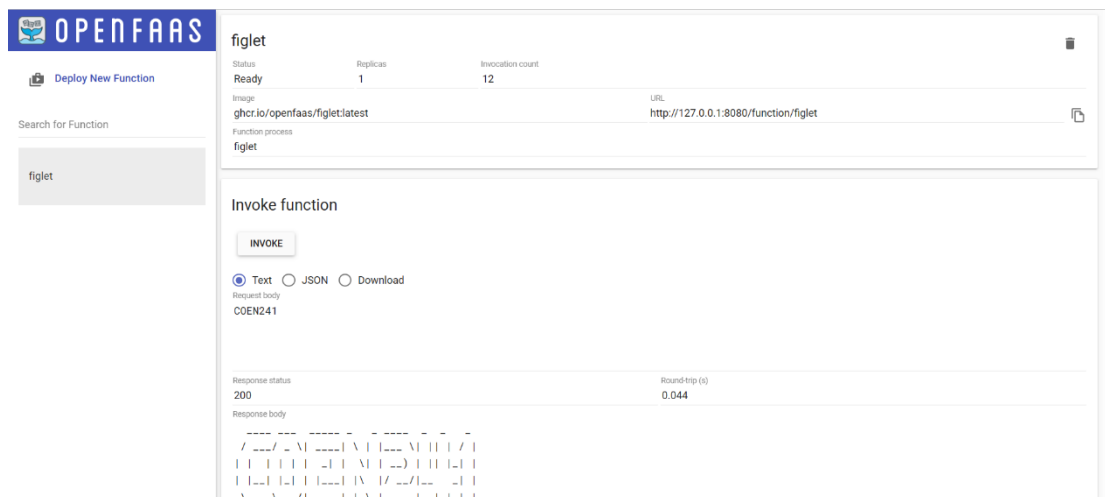 OPENFAAS
Deploy New Function
Search for Function
figlet
figlet
Status Replicas Invocation count
Ready 1 12
Image URL
ghcr.io/openfaas/figlet:latest http://127.0.0.1:8080/function/figlet
Function process
figlet
Invoke function
INVOKE
Text JSON Download
Request body
COEN241
Response status Round-trip (s)
200 0.044
Response body